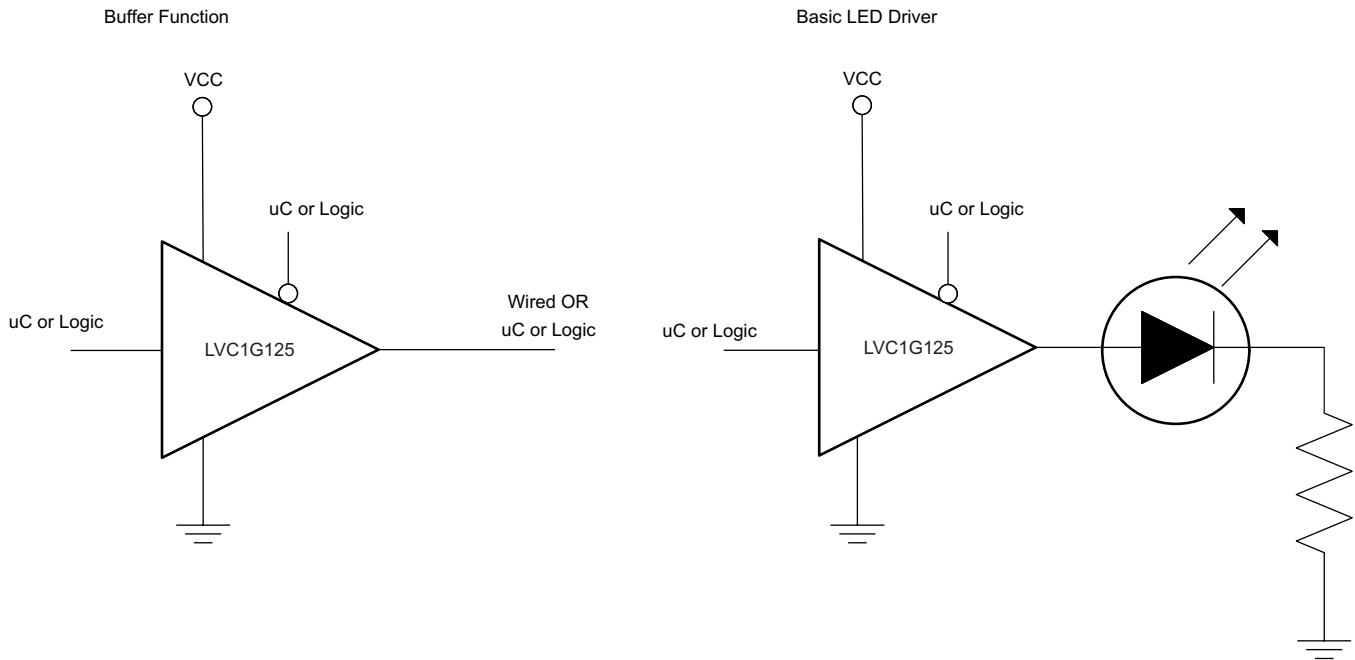 Buffer Function
VCC
uC or Logic
uC or Logic
LVC1G125
Wired OR
uC or Logic
Basic LED Driver
VCC
uC or Logic
uC or Logic
LVC1G125